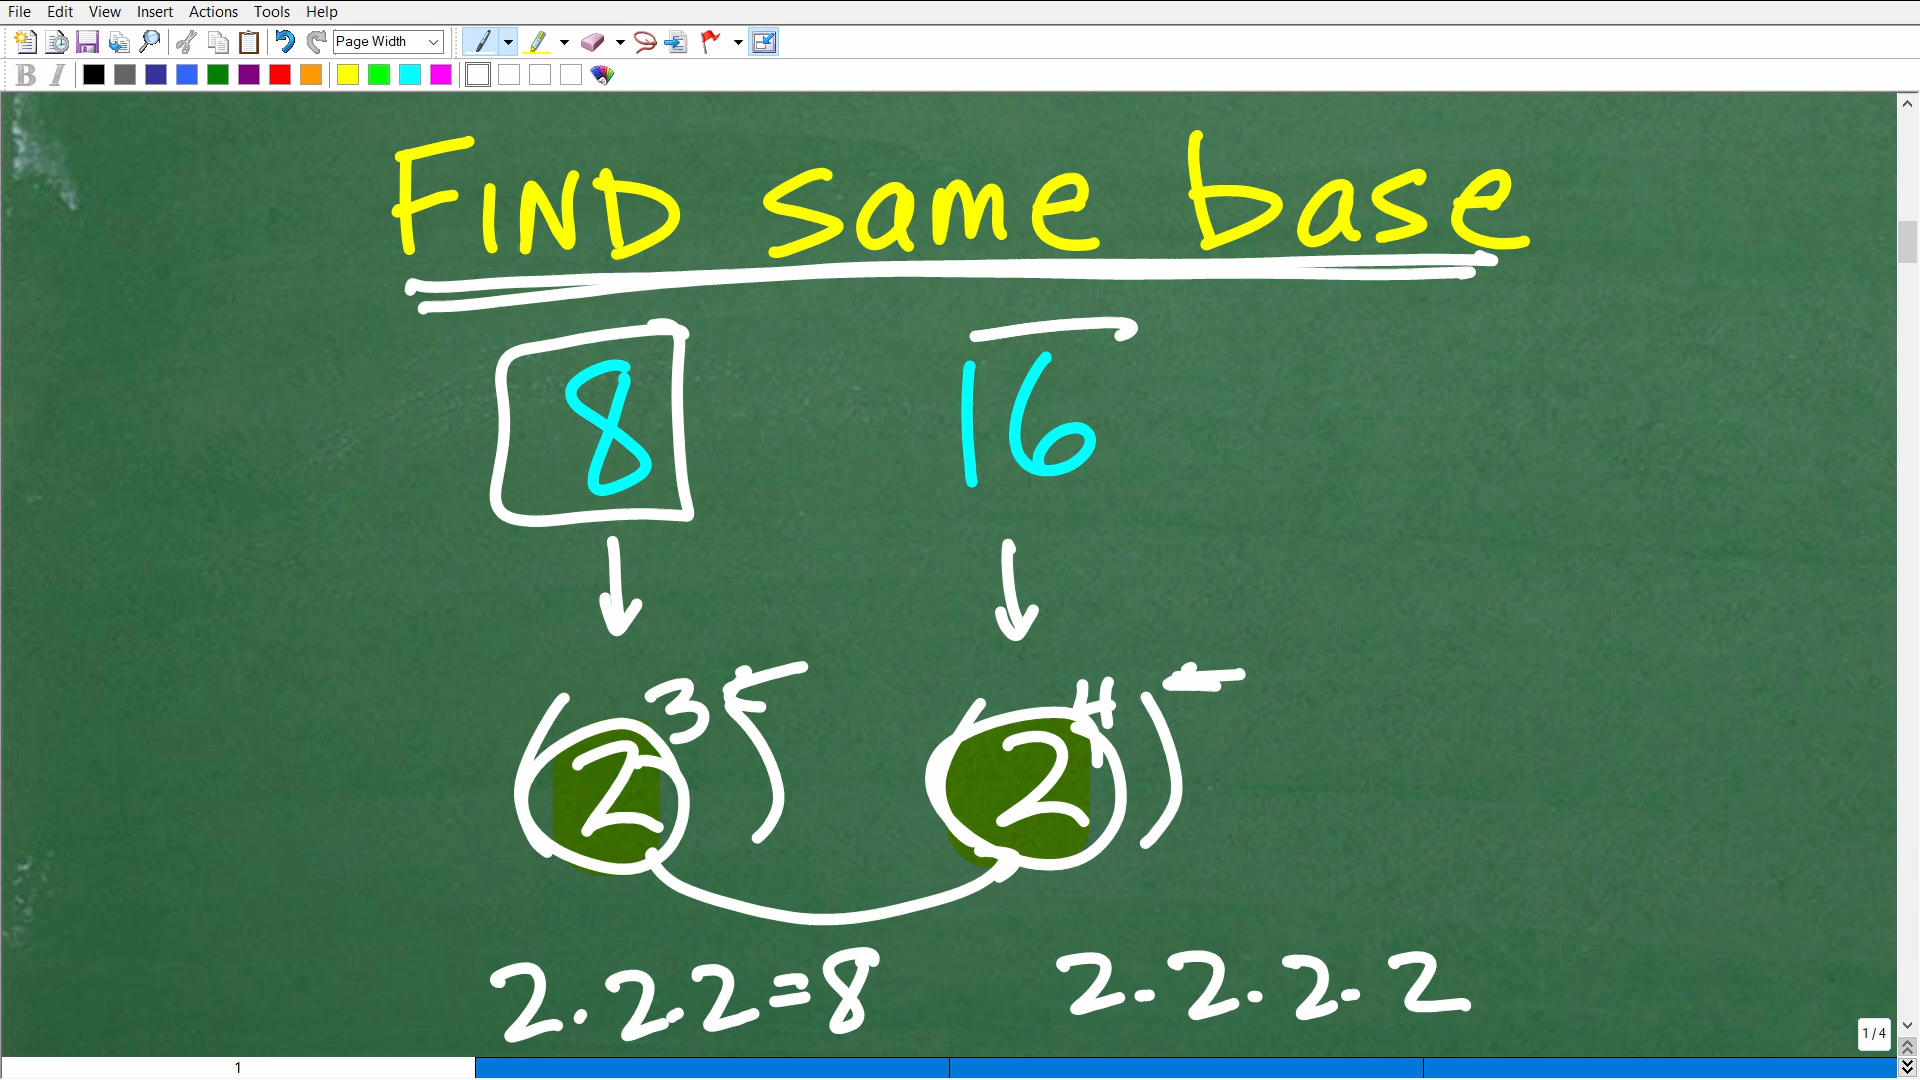 File Edit View Insert Actions Tools Help
Page Width
B I
FIND same base
8 16
(2³) (2⁴)
2·2·2=8 2·2·2·2
1 / 4
1